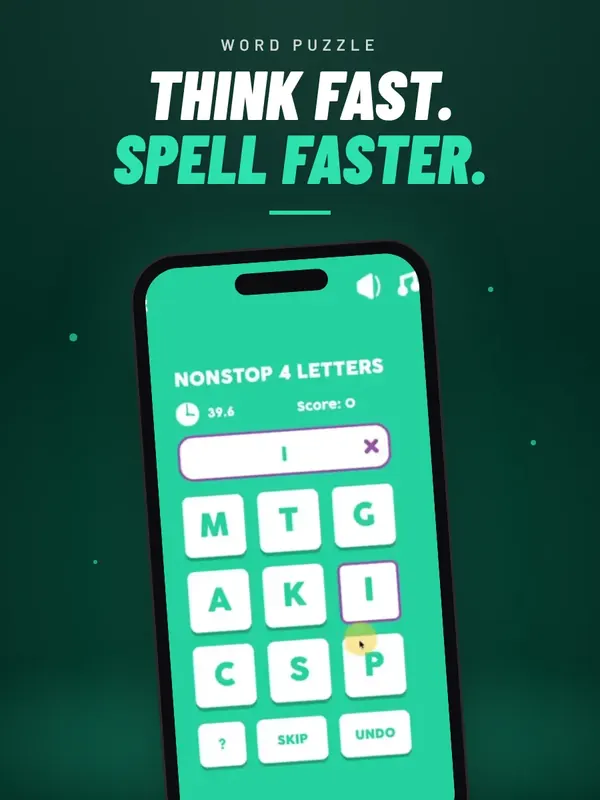 WORD PUZZLE
THINK FAST.
SPELL FASTER.
NONSTOP 4 LETTERS
39.6 Score: 0
I
M T G
A K I
C S P
? SKIP UNDO